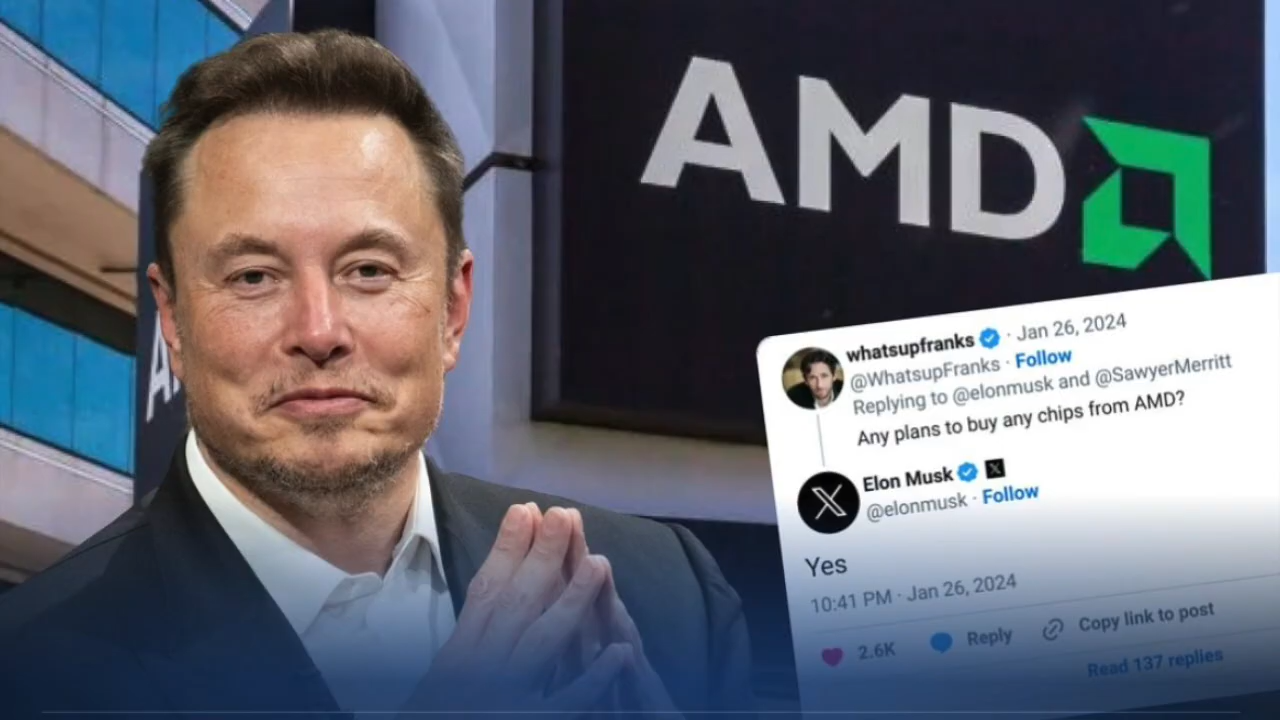 AMD
A
whatsupfranks · Jan 26, 2024
@WhatsupFranks · Follow
Replying to @elonmusk and @SawyerMerritt
Any plans to buy any chips from AMD?
Elon Musk X
@elonmusk · Follow
X
Yes
10:41 PM · Jan 26, 2024
2.6K Reply Copy link to post
Read 137 replies